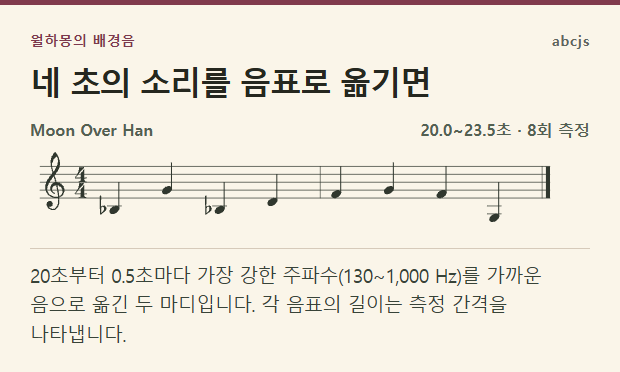 월하몽의 배경음
abcjs
네 초의 소리를 음표로 옮기면
Moon Over Han
20.0~23.5초 · 8회 측정
4
4
20초부터 0.5초마다 가장 강한 주파수(130~1,000 Hz)를 가까운
음으로 옮긴 두 마디입니다. 각 음표의 길이는 측정 간격을
나타냅니다.